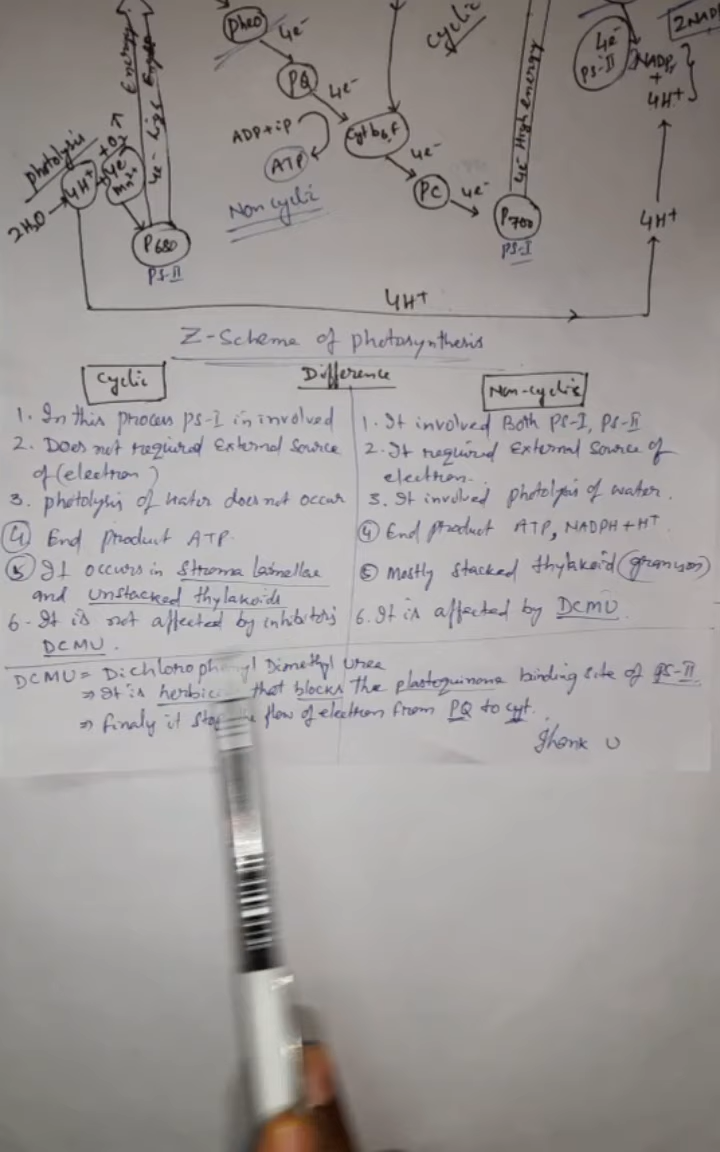 Pheo
4e-
Cyclic
4e-
PS-II
2NAD
NADP+
+
4H+
Energy
4e- High
High energy
4e-
PQ
4e-
ADP+iP
ATP
Cyt b6f
4e-
PC
4e-
Non cyclic
photolysis
+O2
2H2O
4H+
4e-
Mn2+
P680
PS-II
P700
PS-I
4H+
4H+
Z-Scheme of photosynthesis
Difference
Cyclic
1. In this process PS-I in involved
2. Does not required External Source
of (electron)
3. photolysis of water does not occur
4 End product ATP.
5 It occurs in Stroma lamellae
and unstacked thylakoids
6. It is not affected by inhibitors
DCMU.
Non-cyclic
1. It involved Both PS-I, PS-II
2. It required External Source of
electron.
3. It involved photolysis of water.
4 End product ATP, NADPH+H+.
5 Mostly stacked thylakoid
6. It is affected by DCMU.
DCMU = Dichlorophenyl Dimethyl urea
⇒ It is that blocks The plastoquinone binding site of PS-II
⇒ finaly it flow of electron from PQ to cyt.
Thank U